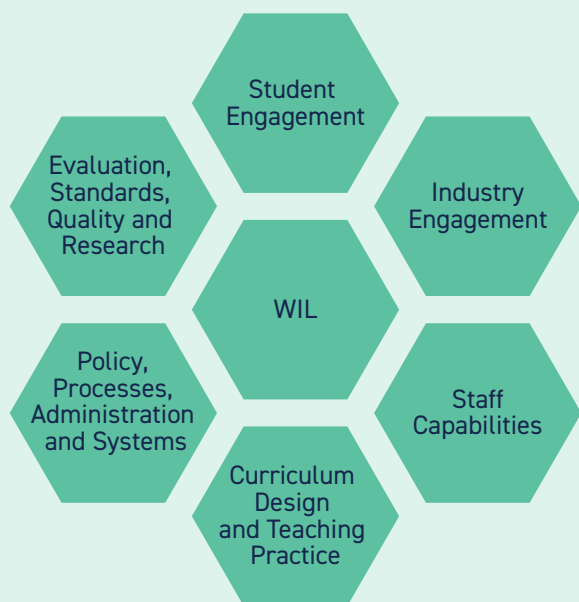 Student
Engagement
Evaluation,
Standards,
Quality and
Research
Industry
Engagement
WIL
Policy,
Processes,
Administration
and Systems
Staff
Capabilities
Curriculum
Design
and Teaching
Practice